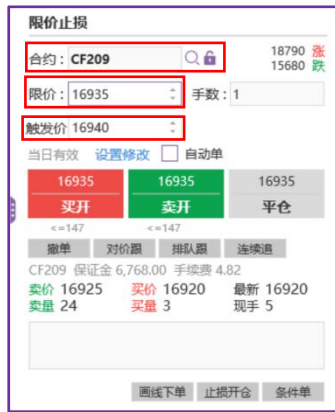 限价止损
合约: CF209 18790 涨
15680 跌
限价: 16935 手数: 1
触发价 16940
当日有效 设置修改 自动单
16935 16935 16935
买开 卖开 平仓
<=147 <=147
撤单 对价跟 排队跟 连续追
CF209 保证金 6,768.00 手续费 4.82
卖价 16925 买价 16920 最新 16920
卖量 24 买量 3 现手 5
画线下单 止损开仓 条件单